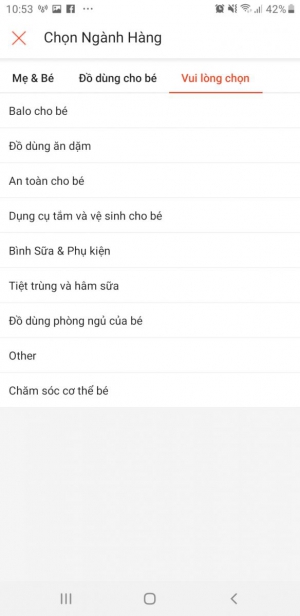 10:53 42%
Chọn Ngành Hàng
Mẹ & Bé Đồ dùng cho bé Vui lòng chọn
Balo cho bé
Đồ dùng ăn dặm
An toàn cho bé
Dụng cụ tắm và vệ sinh cho bé
Bình Sữa & Phụ kiện
Tiệt trùng và hâm sữa
Đồ dùng phòng ngủ của bé
Other
Chăm sóc cơ thể bé